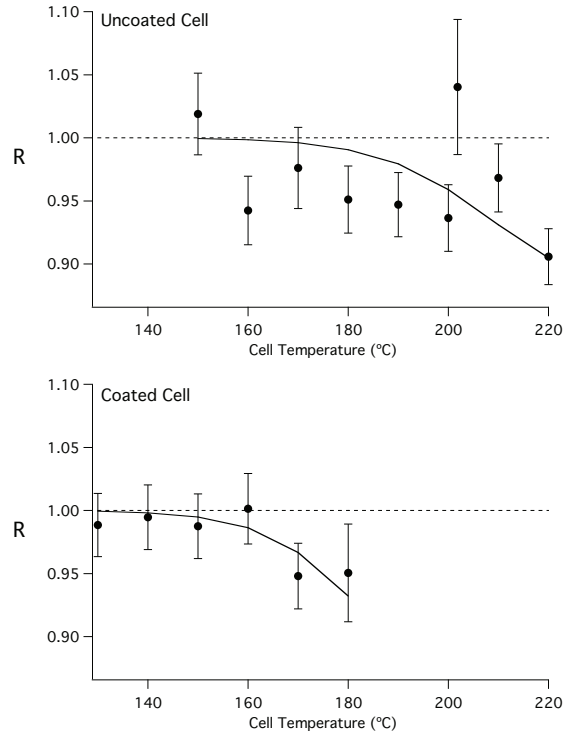 1.10
Uncoated Cell
1.05
1.00
R
0.95
0.90
140 160 180 200 220
Cell Temperature (ºC)
1.10
Coated Cell
1.05
1.00
R
0.95
0.90
140 160 180 200 220
Cell Temperature (ºC)